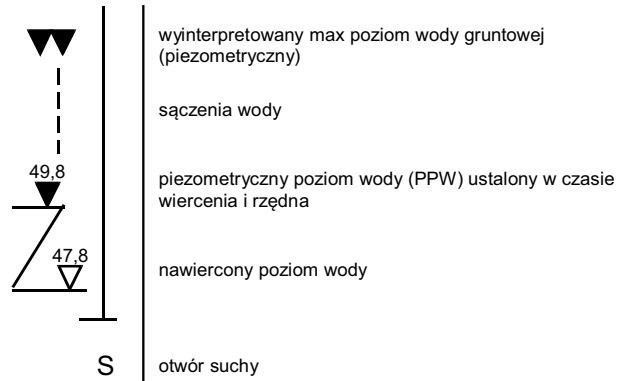 wyinterpretowany max poziom wody gruntowej
(piezometryczny)
sączenia wody
49,8
piezometryczny poziom wody (PPW) ustalony w czasie
wiercenia i rzędna
47,8
nawiercony poziom wody
S
otwór suchy